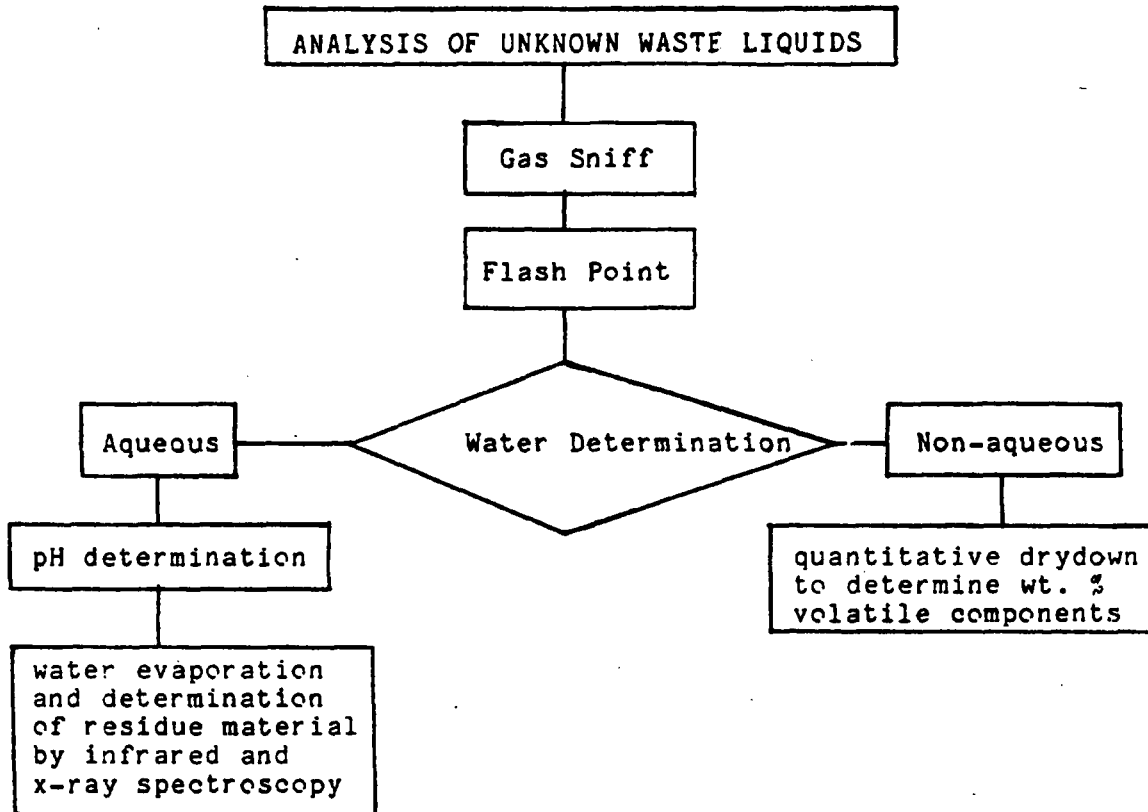 ANALYSIS OF UNKNOWN WASTE LIQUIDS
Gas Sniff
Flash Point
Aqueous
Water Determination
Non-aqueous
pH determination
quantitative drydown
to determine wt. %
volatile components
water evaporation
and determination
of residue material
by infrared and
x-ray spectroscopy